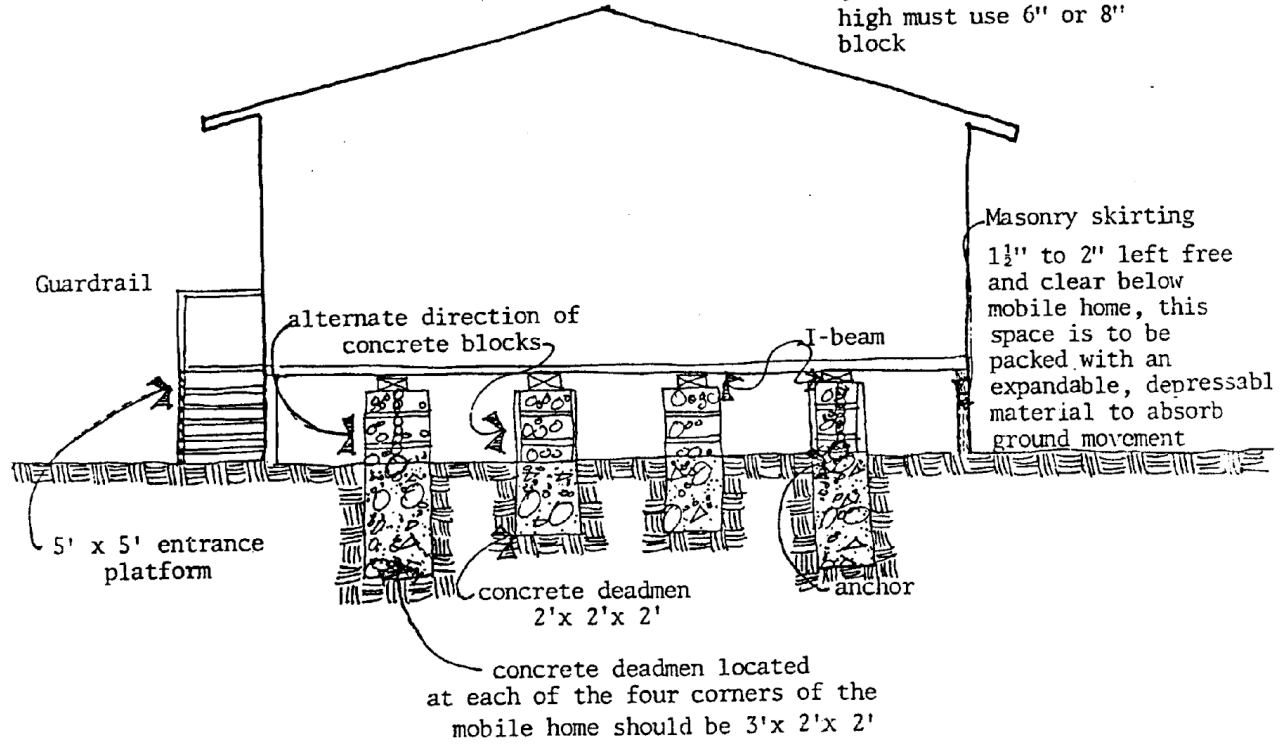 high must use 6" or 8"
block
Masonry skirting
1½" to 2" left free
and clear below
mobile home, this
space is to be
packed with an
expandable, depressabl
material to absorb
ground movement
Guardrail
alternate direction of
concrete blocks
I-beam
5' x 5' entrance
platform
concrete deadmen
2'x 2'x 2'
anchor
concrete deadmen located
at each of the four corners of the
mobile home should be 3'x 2'x 2'